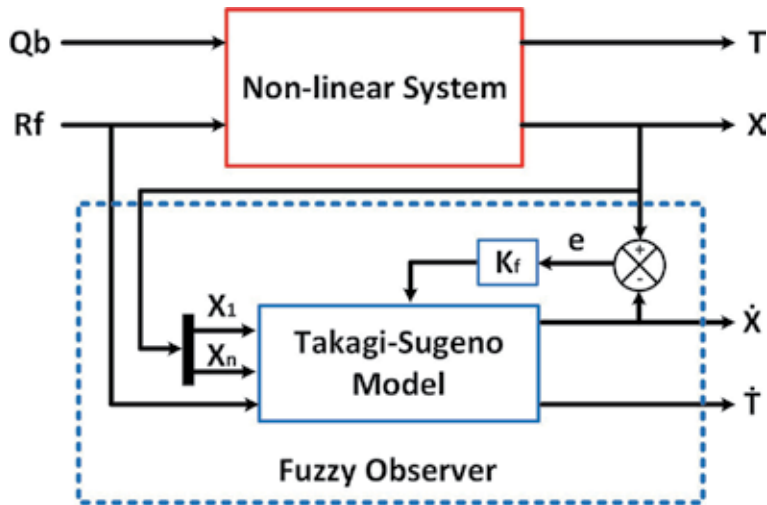 Qb
Non-linear System
T
Rf
X
+
-
e
Kf
X1
Xn
Takagi-Sugeno
Model
Ẋ
Ṫ
Fuzzy Observer